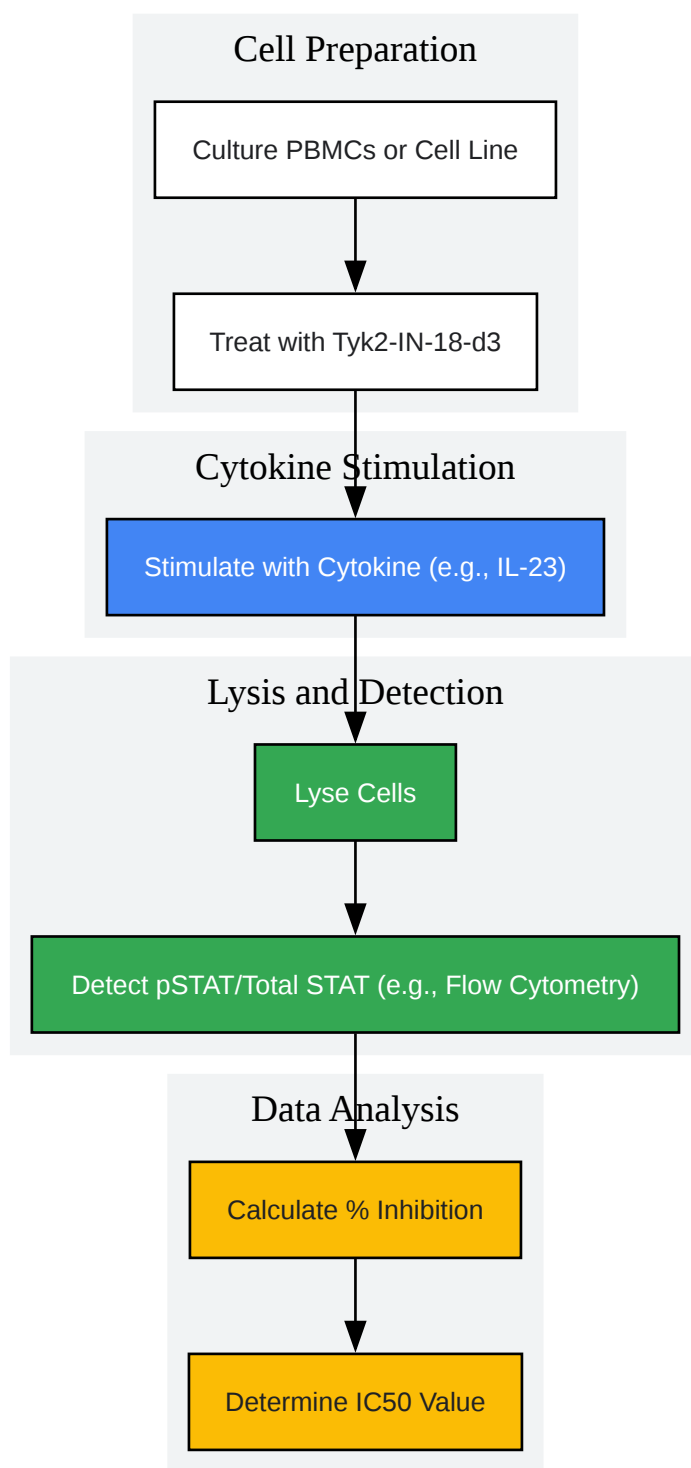 Cell Preparation
Culture PBMCs or Cell Line
Treat with Tyk2-IN-18-d3
Cytokine Stimulation
Stimulate with Cytokine (e.g., IL-23)
Lysis and Detection
Lyse Cells
Detect pSTAT/Total STAT (e.g., Flow Cytometry)
Data Analysis
Calculate % Inhibition
Determine IC50 Value